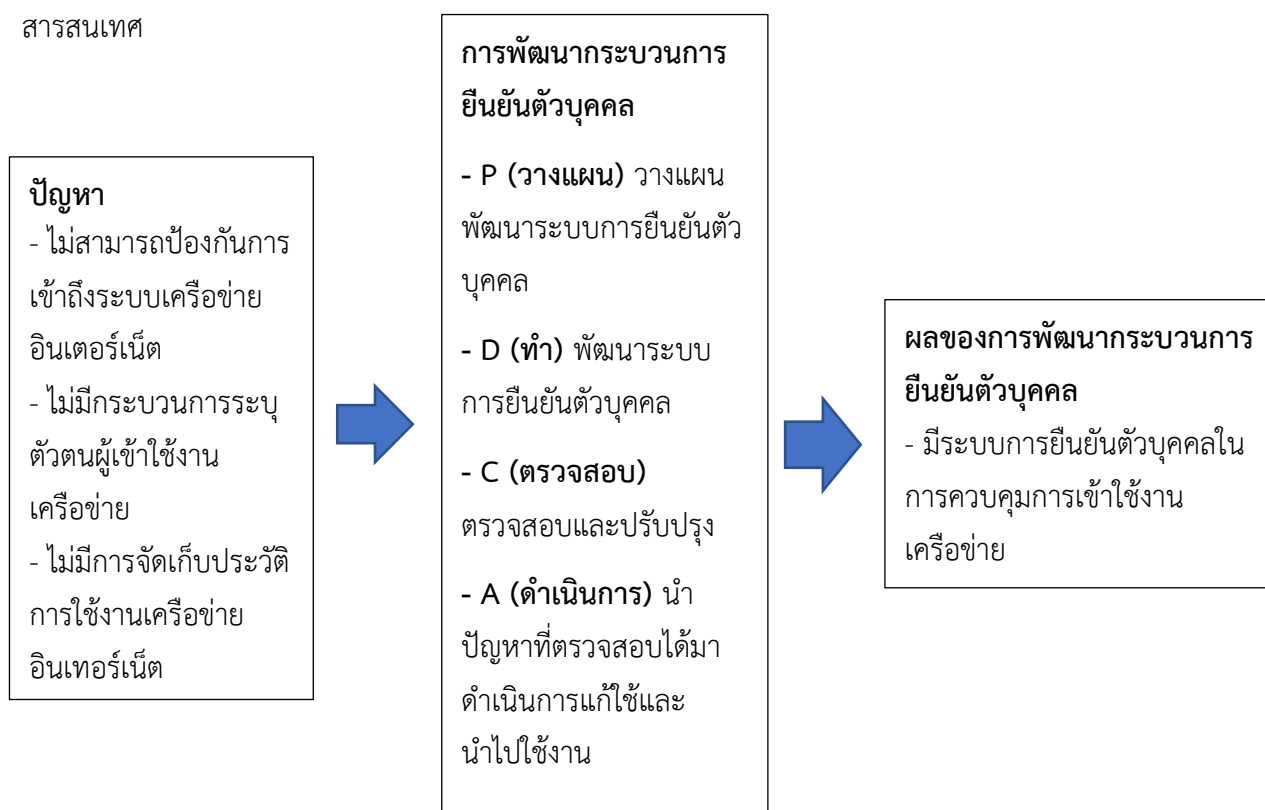 สารสนเทศ
ปัญหา
- ไม่สามารถป้องกันการ
เข้าถึงระบบเครือข่าย
อินเตอร์เน็ต
- ไม่มีกระบวนการระบุ
ตัวตนผู้เข้าใช้งาน
เครือข่าย
- ไม่มีการจัดเก็บประวัติ
การใช้งานเครือข่าย
อินเทอร์เน็ต
การพัฒนากระบวนการ
ยืนยันตัวบุคคล
- P (วางแผน) วางแผน
พัฒนาระบบการยืนยันตัว
บุคคล
- D (ทำ) พัฒนาระบบ
การยืนยันตัวบุคคล
- C (ตรวจสอบ)
ตรวจสอบและปรับปรุง
- A (ดำเนินการ) นำ
ปัญหาที่ตรวจสอบได้มา
ดำเนินการแก้ใช้และ
นำไปใช้งาน
ผลของการพัฒนากระบวนการ
ยืนยันตัวบุคคล
- มีระบบการยืนยันตัวบุคคลใน
การควบคุมการเข้าใช้งาน
เครือข่าย